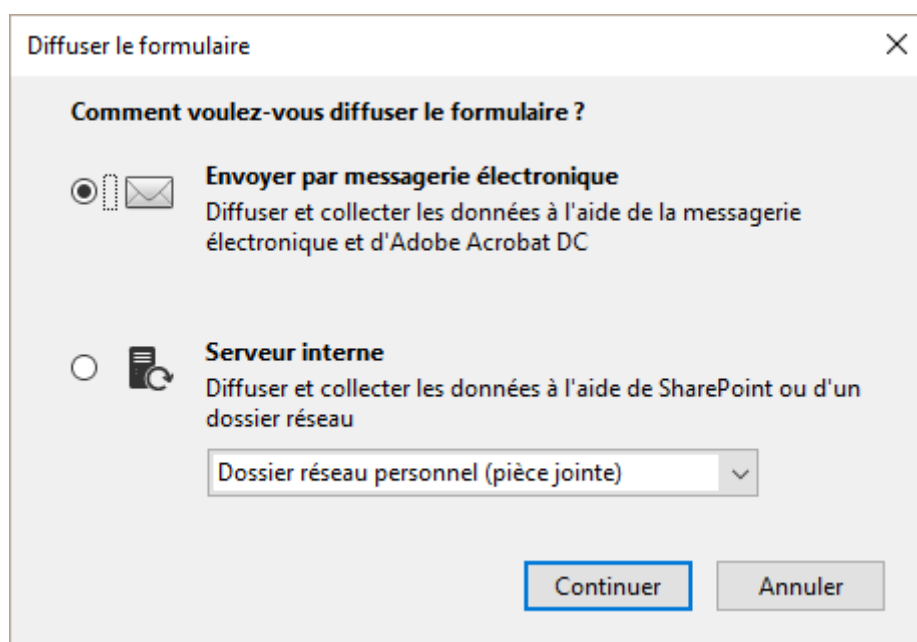 Diffuser le formulaire
Comment voulez-vous diffuser le formulaire ?
Envoyer par messagerie électronique
Diffuser et collecter les données à l'aide de la messagerie
électronique et d'Adobe Acrobat DC
Serveur interne
Diffuser et collecter les données à l'aide de SharePoint ou d'un
dossier réseau
Dossier réseau personnel (pièce jointe)
Continuer
Annuler